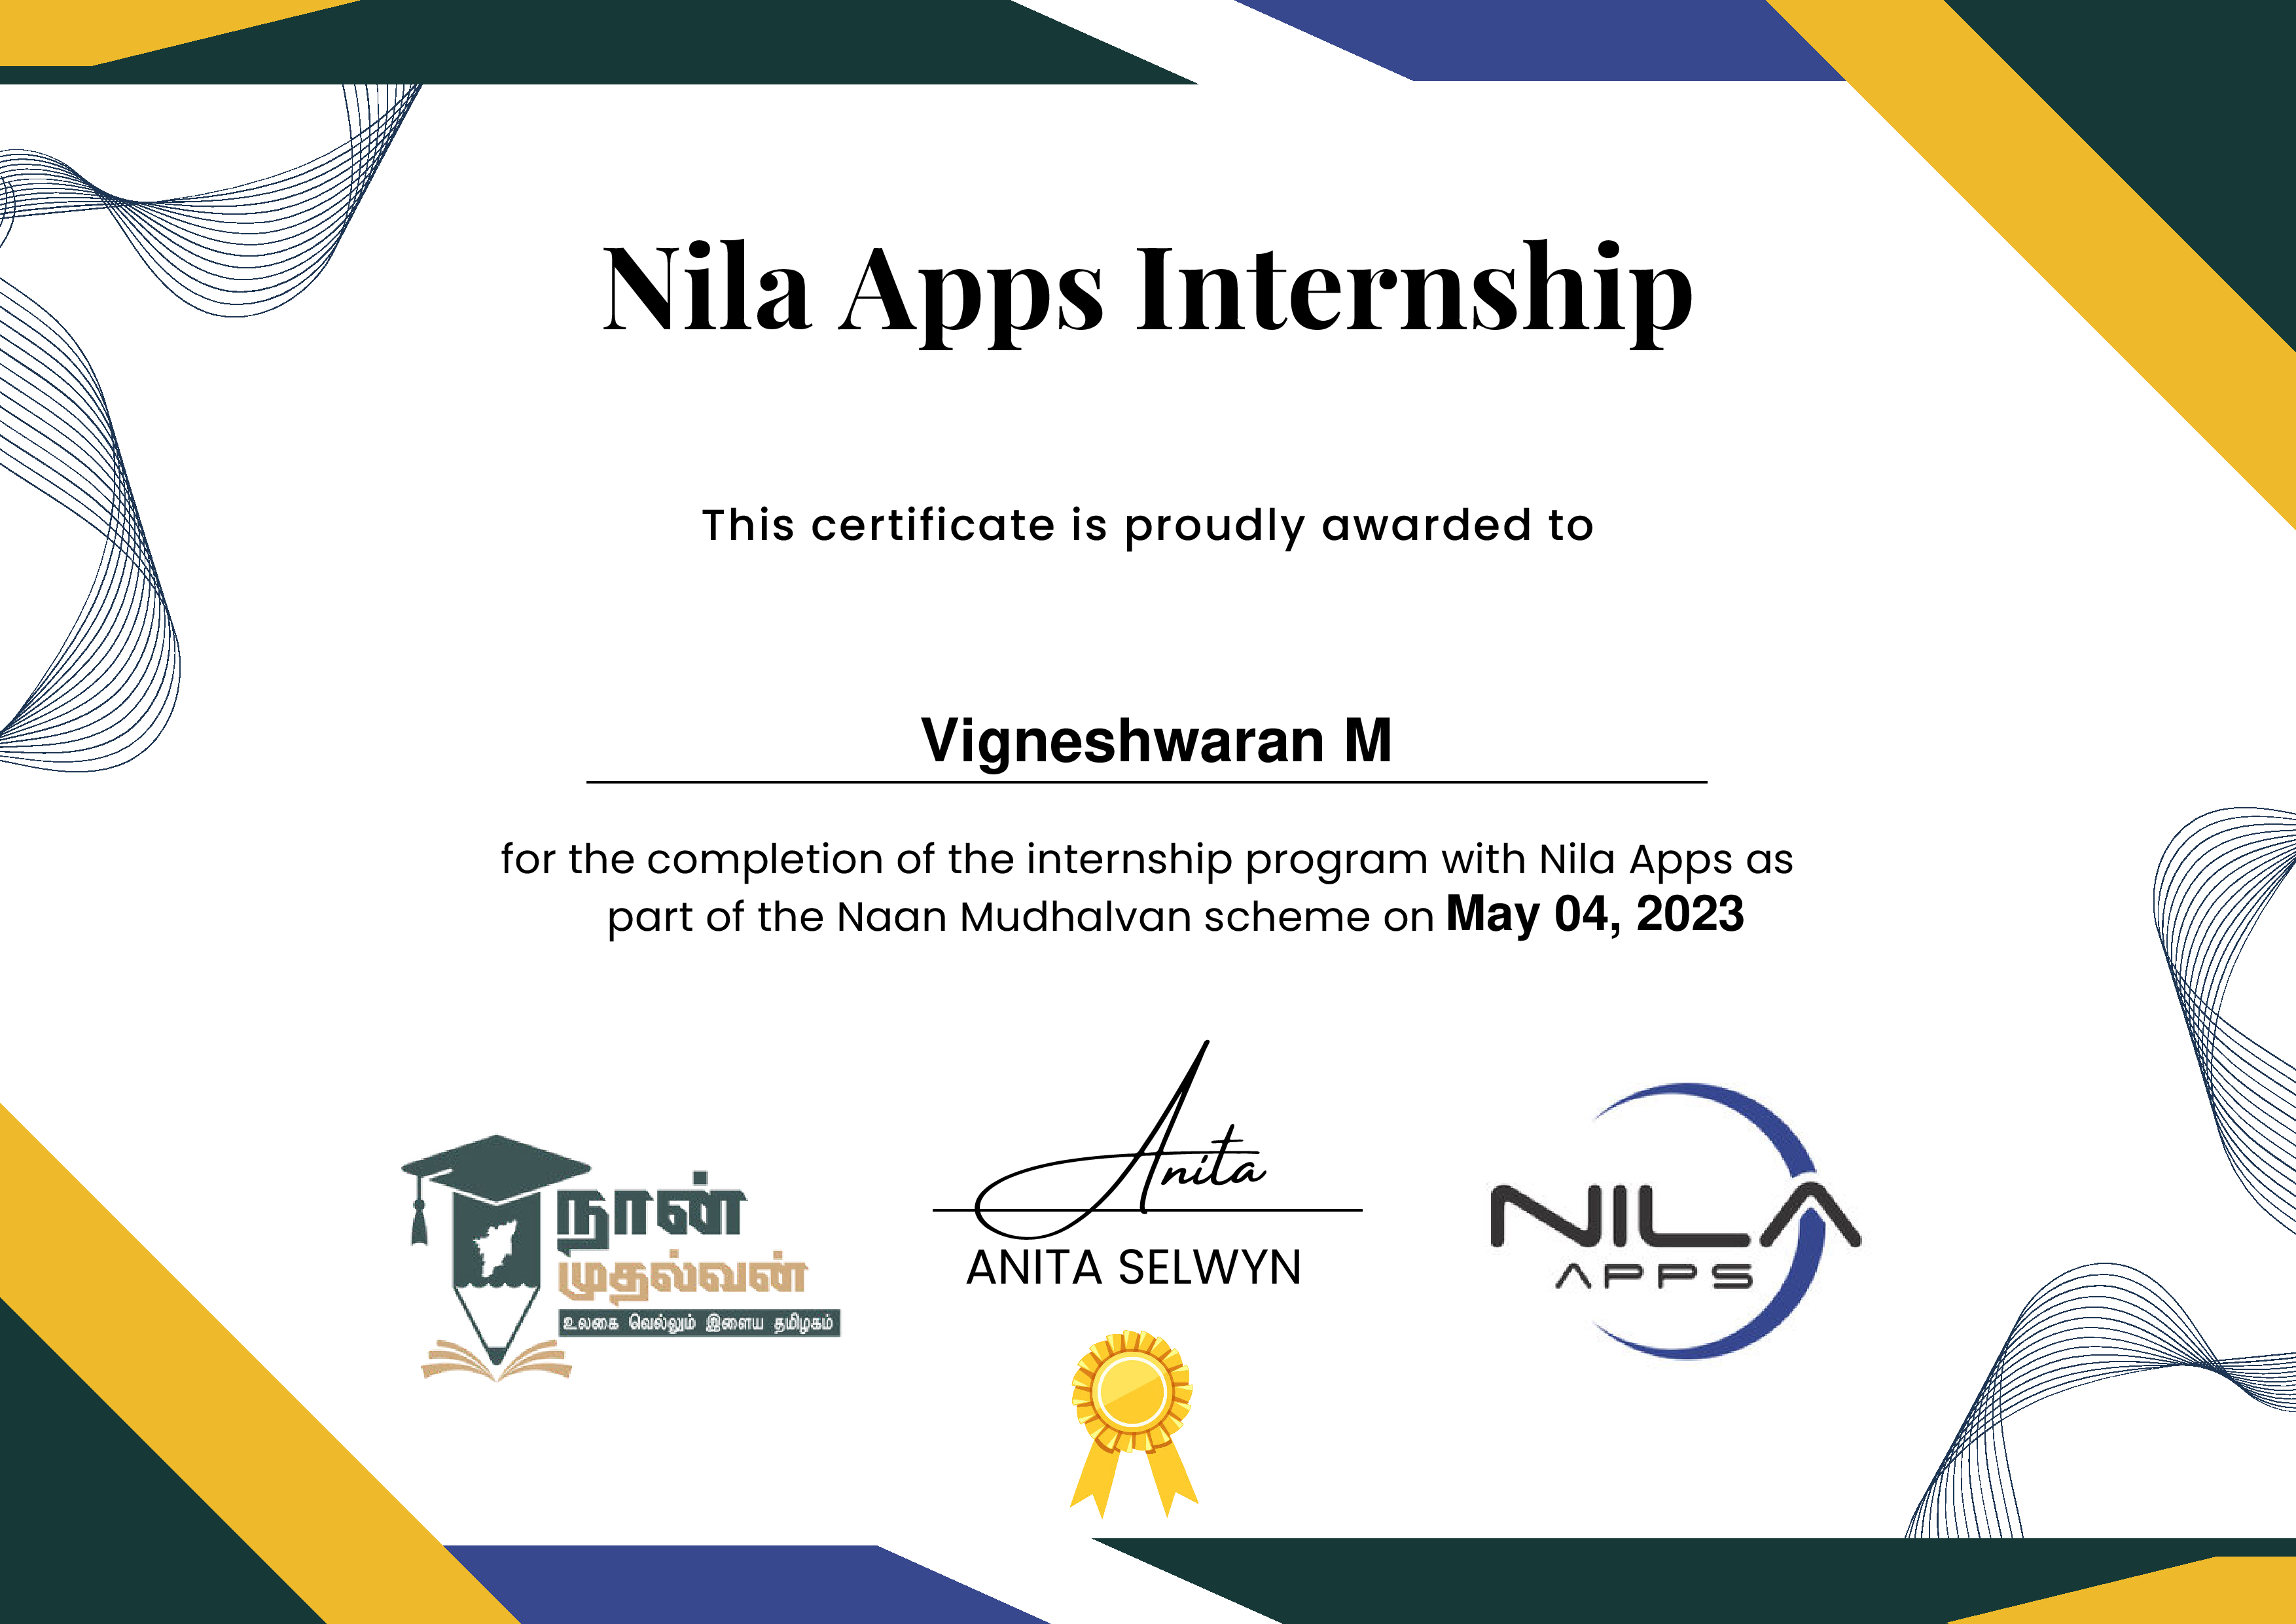 Nila Apps Internship
This certificate is proudly awarded to
Vigneshwaran M
for the completion of the internship program with Nila Apps as
part of the Naan Mudhalvan scheme on May 04, 2023
Anita
ANITA SELWYN
நான்
முதல்வன்
உலகை வெல்லும் இளைய தமிழகம்
NILA
APPS